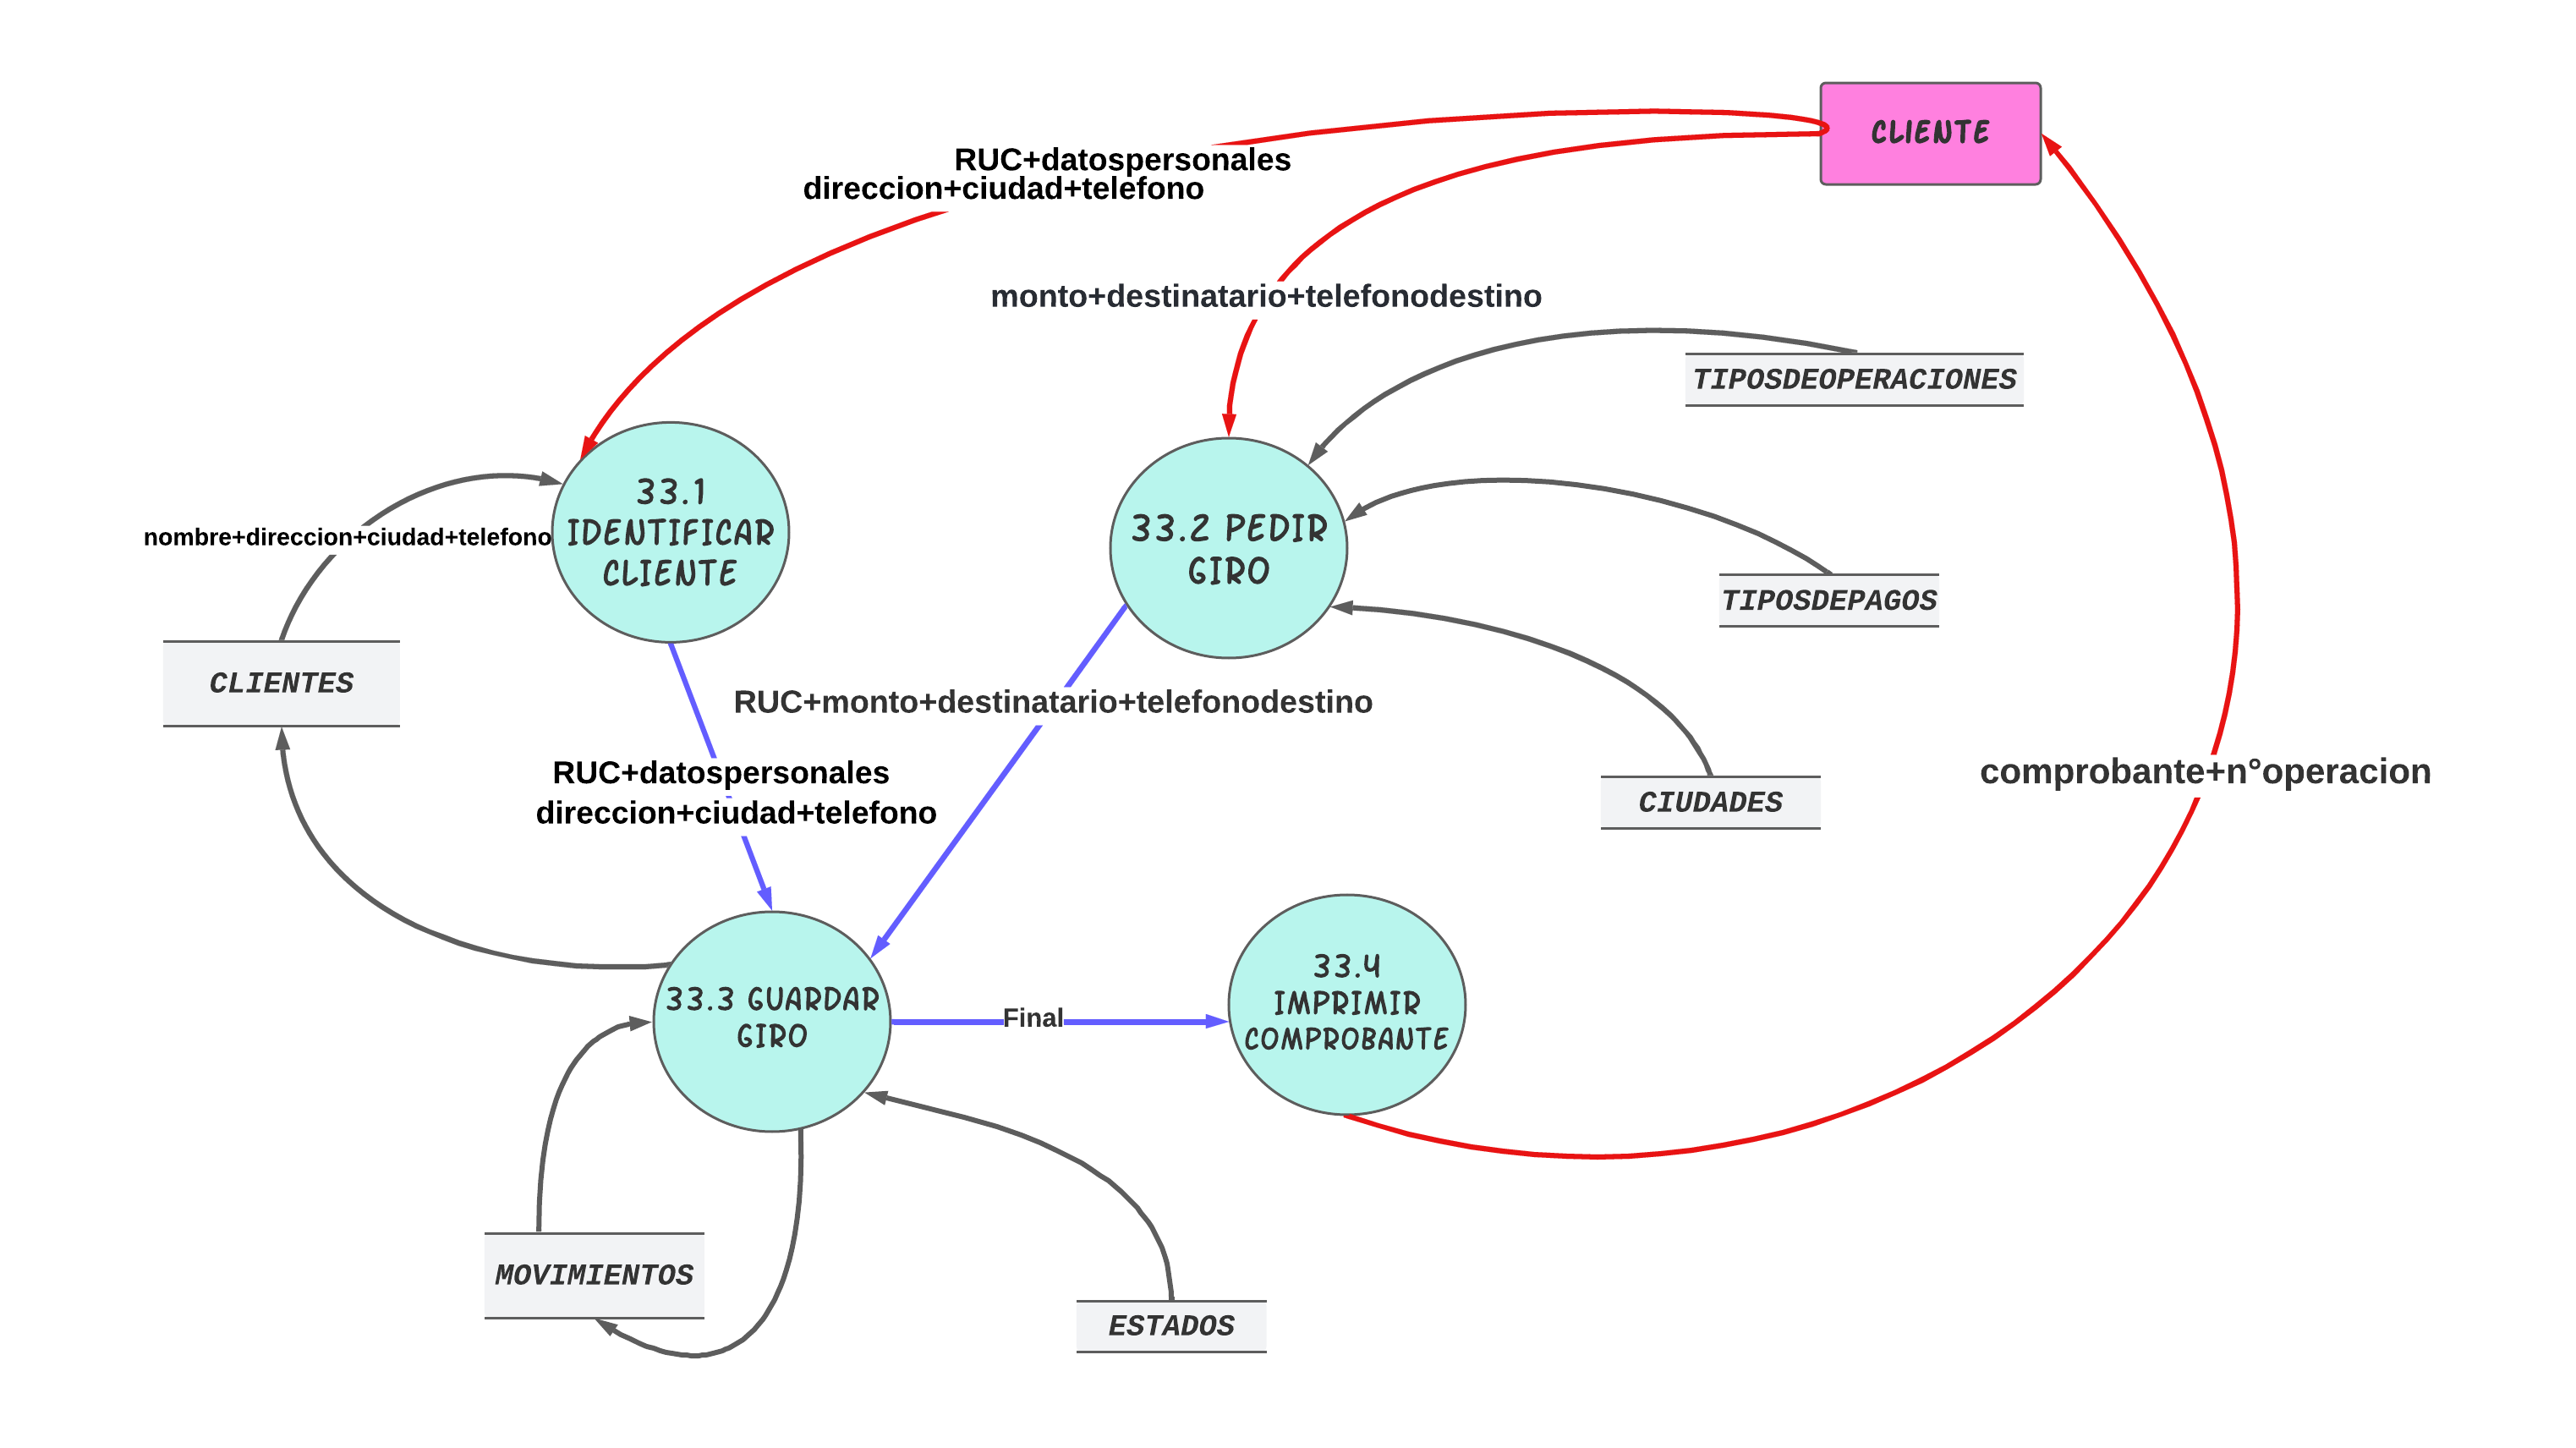 CLIENTE
RUC+datospersonales
direccion+ciudad+telefono
monto+destinatario+telefonodestino
TIPOSDEOPERACIONES
33.1
IDENTIFICAR
CLIENTE
nombre+direccion+ciudad+telefono
33.2 PEDIR
GIRO
TIPOSDEPAGOS
CLIENTES
RUC+monto+destinatario+telefonodestino
RUC+datospersonales
direccion+ciudad+telefono
CIUDADES
comprobante+n°operacion
33.3 GUARDAR
GIRO
Final
33.4
IMPRIMIR
COMPROBANTE
MOVIMIENTOS
ESTADOS